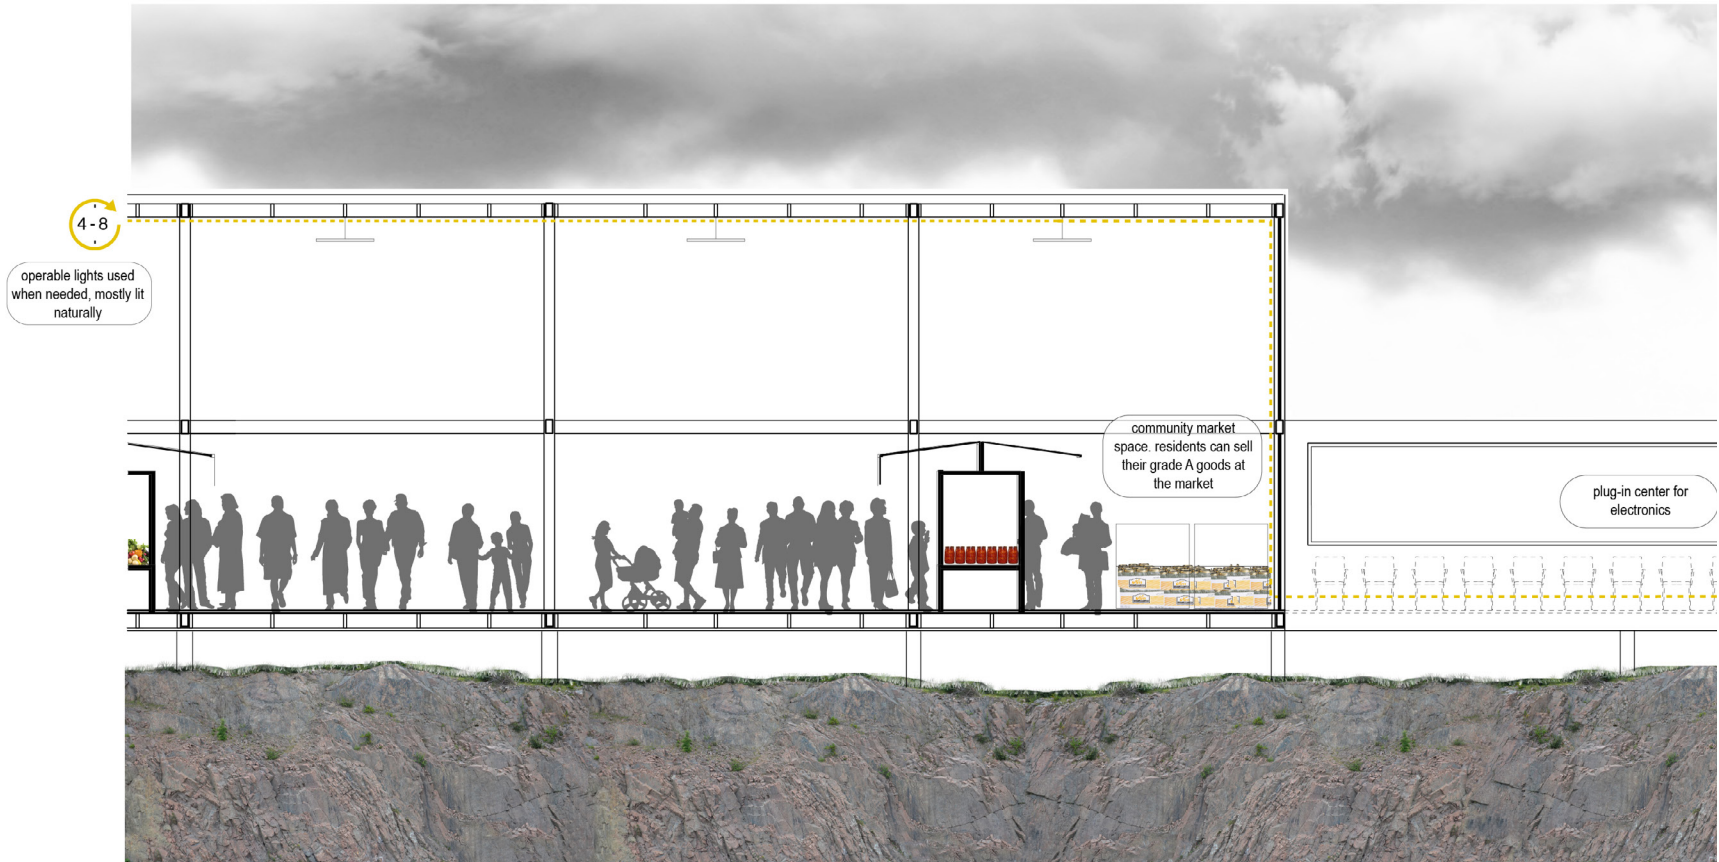 4 - 8
operable lights used
when needed, mostly lit
naturally
community market
space. residents can sell
their grade A goods at
the market
plug-in center for
electronics